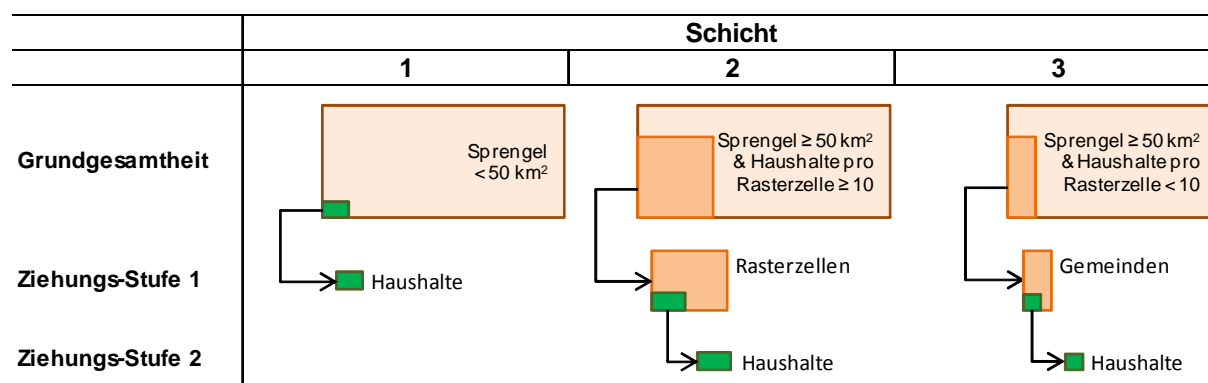 Schicht
1 2 3
Grundgesamtheit
Sprengel
< 50 km²
Sprengel ≥ 50 km²
& Haushalte pro
Rasterzelle ≥ 10
Sprengel ≥ 50 km²
& Haushalte pro
Rasterzelle < 10
Ziehungs-Stufe 1
Haushalte
Rasterzellen
Gemeinden
Ziehungs-Stufe 2
Haushalte
Haushalte